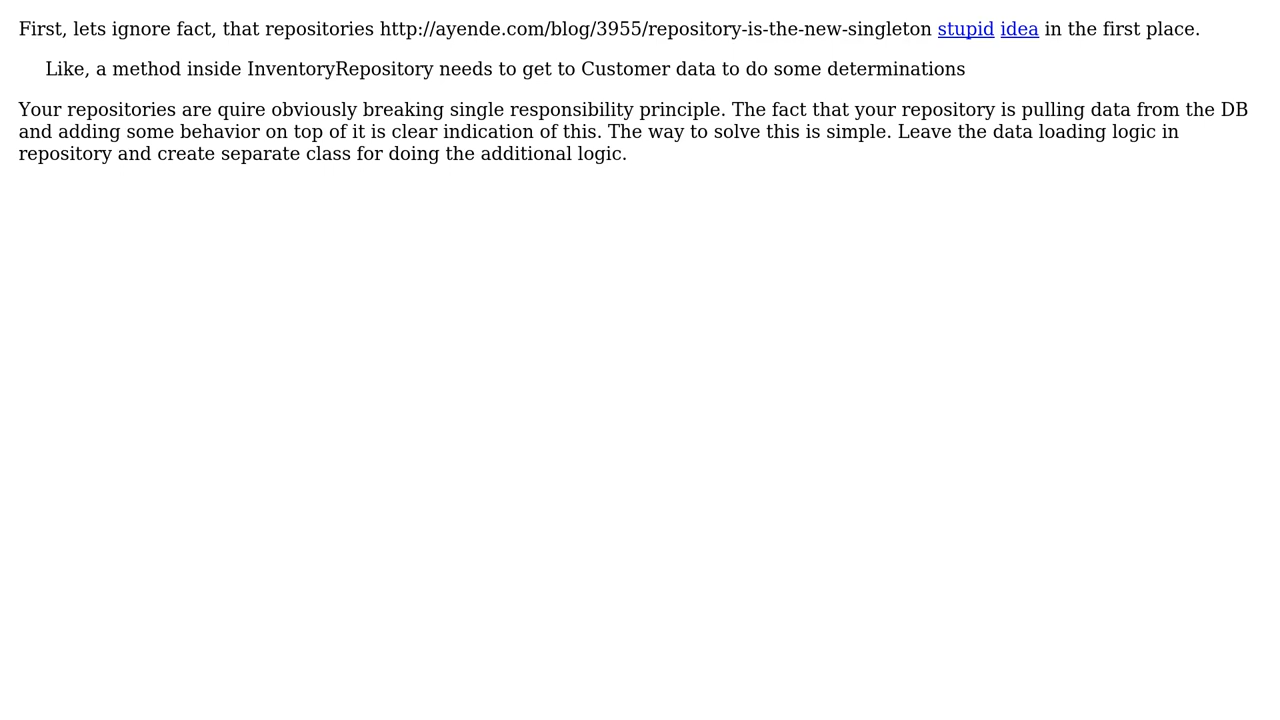 First, lets ignore fact, that repositories http://ayende.com/blog/3955/repository-is-the-new-singleton stupid idea in the first place.
Like, a method inside InventoryRepository needs to get to Customer data to do some determinations
Your repositories are quire obviously breaking single responsibility principle. The fact that your repository is pulling data from the DB
and adding some behavior on top of it is clear indication of this. The way to solve this is simple. Leave the data loading logic in
repository and create separate class for doing the additional logic.